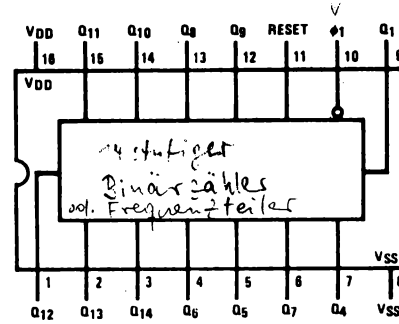 V
VDD Q11 Q10 Q8 Q9 RESET ϕ1 Q1
16 15 14 13 12 11 10 9
VDD
14 stufiger
Binärzähler
od. Frequenzteiler
VSS
1 2 3 4 5 6 7 8
Q12 Q13 Q14 Q6 Q5 Q7 Q4 VSS